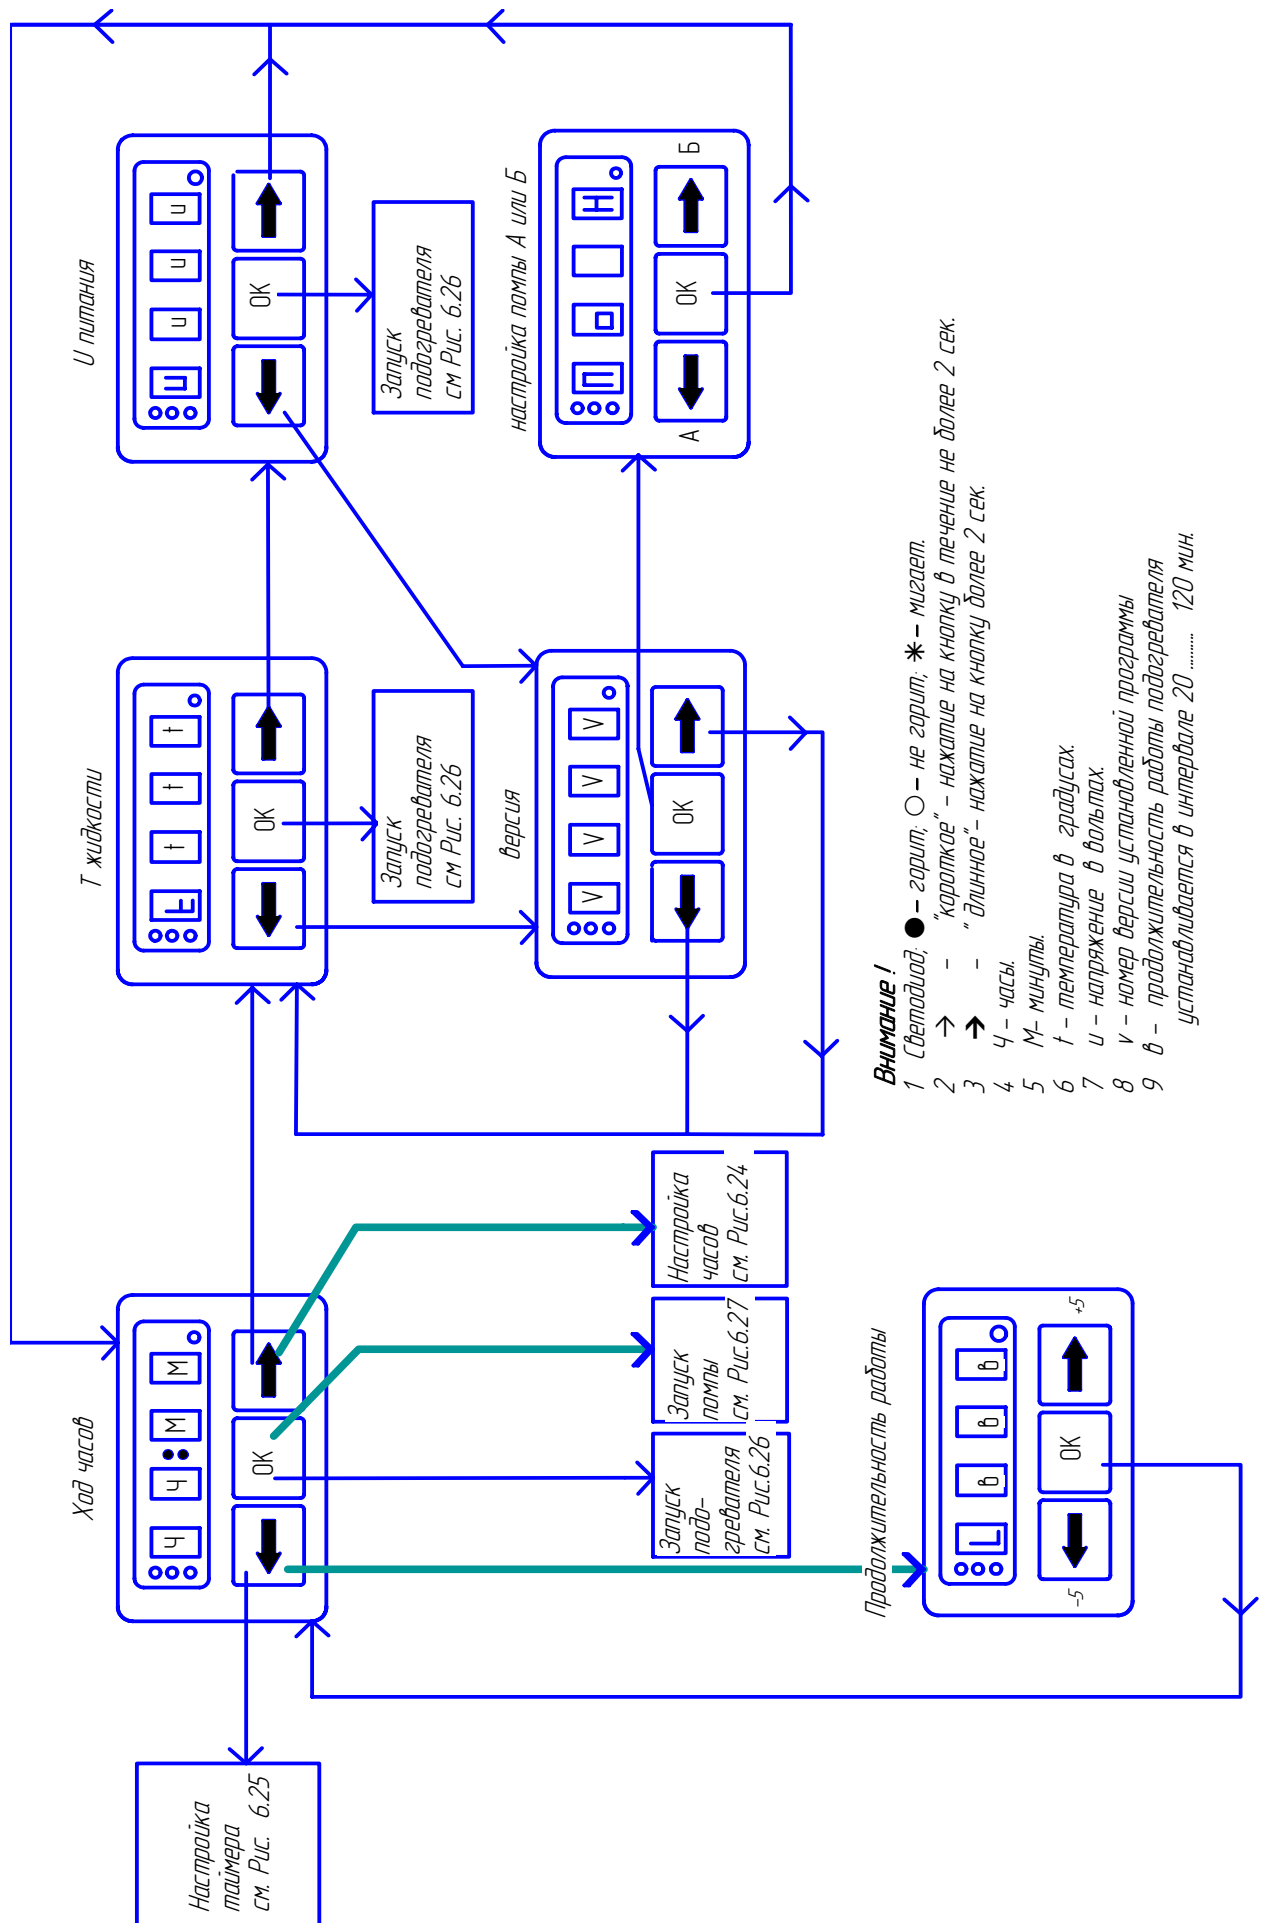 Ход часов
Ч Ч : М М
ОК
Т жидкости
t t t t
ОК
U питания
U u u u
ОК
Настройка
таймера
см. Рис. 6.25
Запуск
подогревателя
см Рис. 6.26
Запуск
подогревателя
см Рис. 6.26
Запуск
подо-
гревателя
см. Рис.6.26
Запуск
помпы
см. Рис.6.27
Настройка
часов
см. Рис.6.24
Версия
V V V V
ОК
настройка помпы А или Б
П о Н
А ОК Б
Продолжительность работы
L в в в
-5 ОК +5
Внимание !
1 Светодиод: ● – горит; ○ – не горит; ✳ – мигает.
2 → – "короткое" – нажатие на кнопку в течение не более 2 сек.
3 ➔ – "длинное"– нажатие на кнопку более 2 сек.
4 Ч – часы.
5 М– минуты.
6 t – температура в градусах.
7 u – напряжение в вольтах.
8 v – номер версии установленной программы
9 в – продолжительность работы подогревателя
устанавливается в интервале 20 ......... 120 мин.